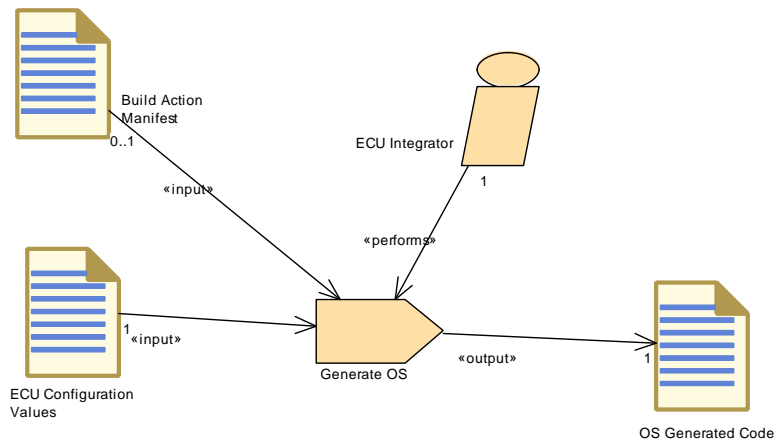 Build Action
Manifest
0..1
«input»
ECU Integrator
1
«performs»
1
«input»
ECU Configuration
Values
Generate OS
«output»
1
OS Generated Code